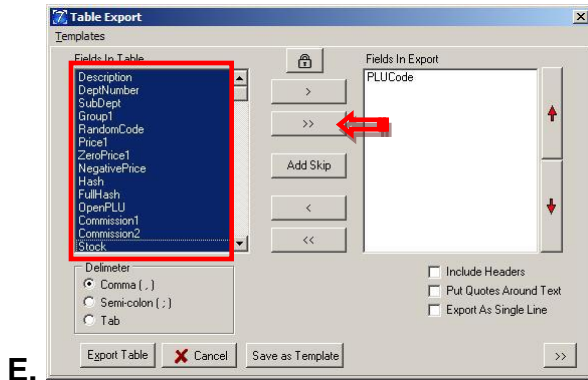 Table Export
Templates
Fields In Table
Fields In Export
Description
DeptNumber
SubDept
Group1
RandomCode
Price1
ZeroPrice1
NegativePrice
Hash
FullHash
OpenPLU
Commission1
Commission2
Stock
>
>>
Add Skip
<
<<
PLUCode
Delimeter
Comma ( , )
Semi-colon ( ; )
Tab
Include Headers
Put Quotes Around Text
Export As Single Line
Export Table
Cancel
Save as Template
>>
E.